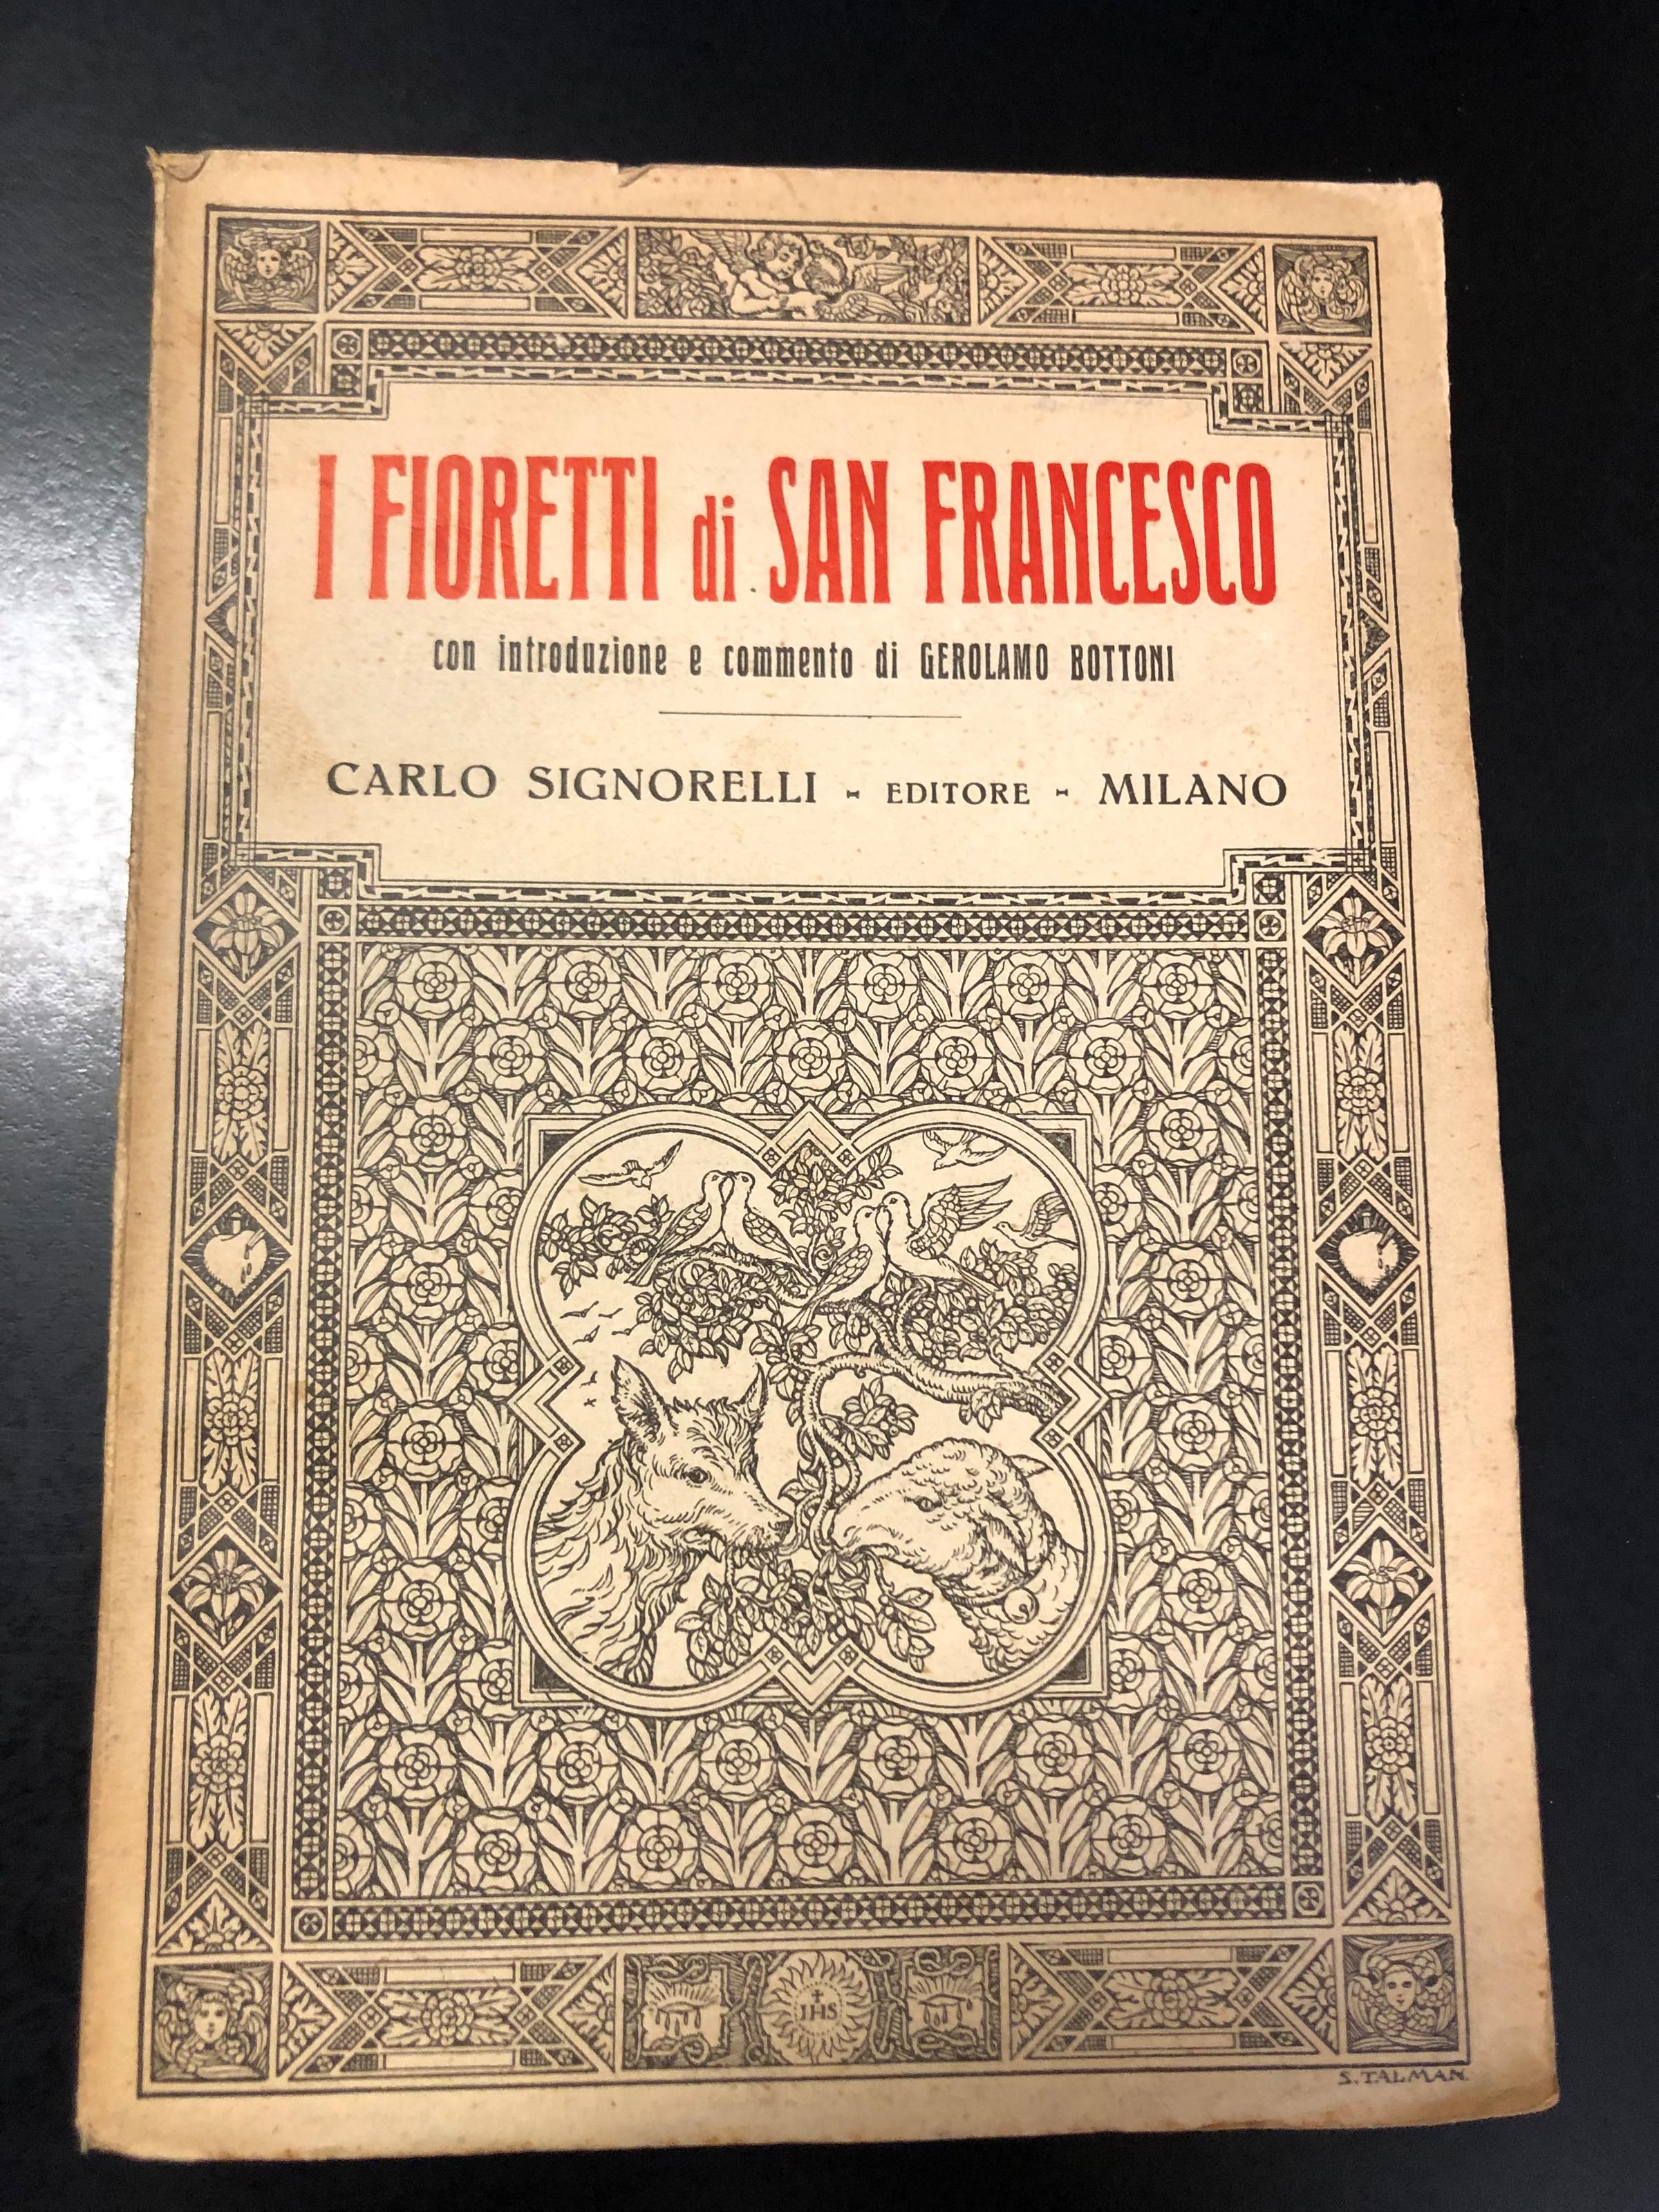 I FIORETTI di SAN FRANCESCO
con introduzione e commento di GEROLAMO BOTTONI
CARLO SIGNORELLI - EDITORE - MILANO
IHS
S. TALMAN.